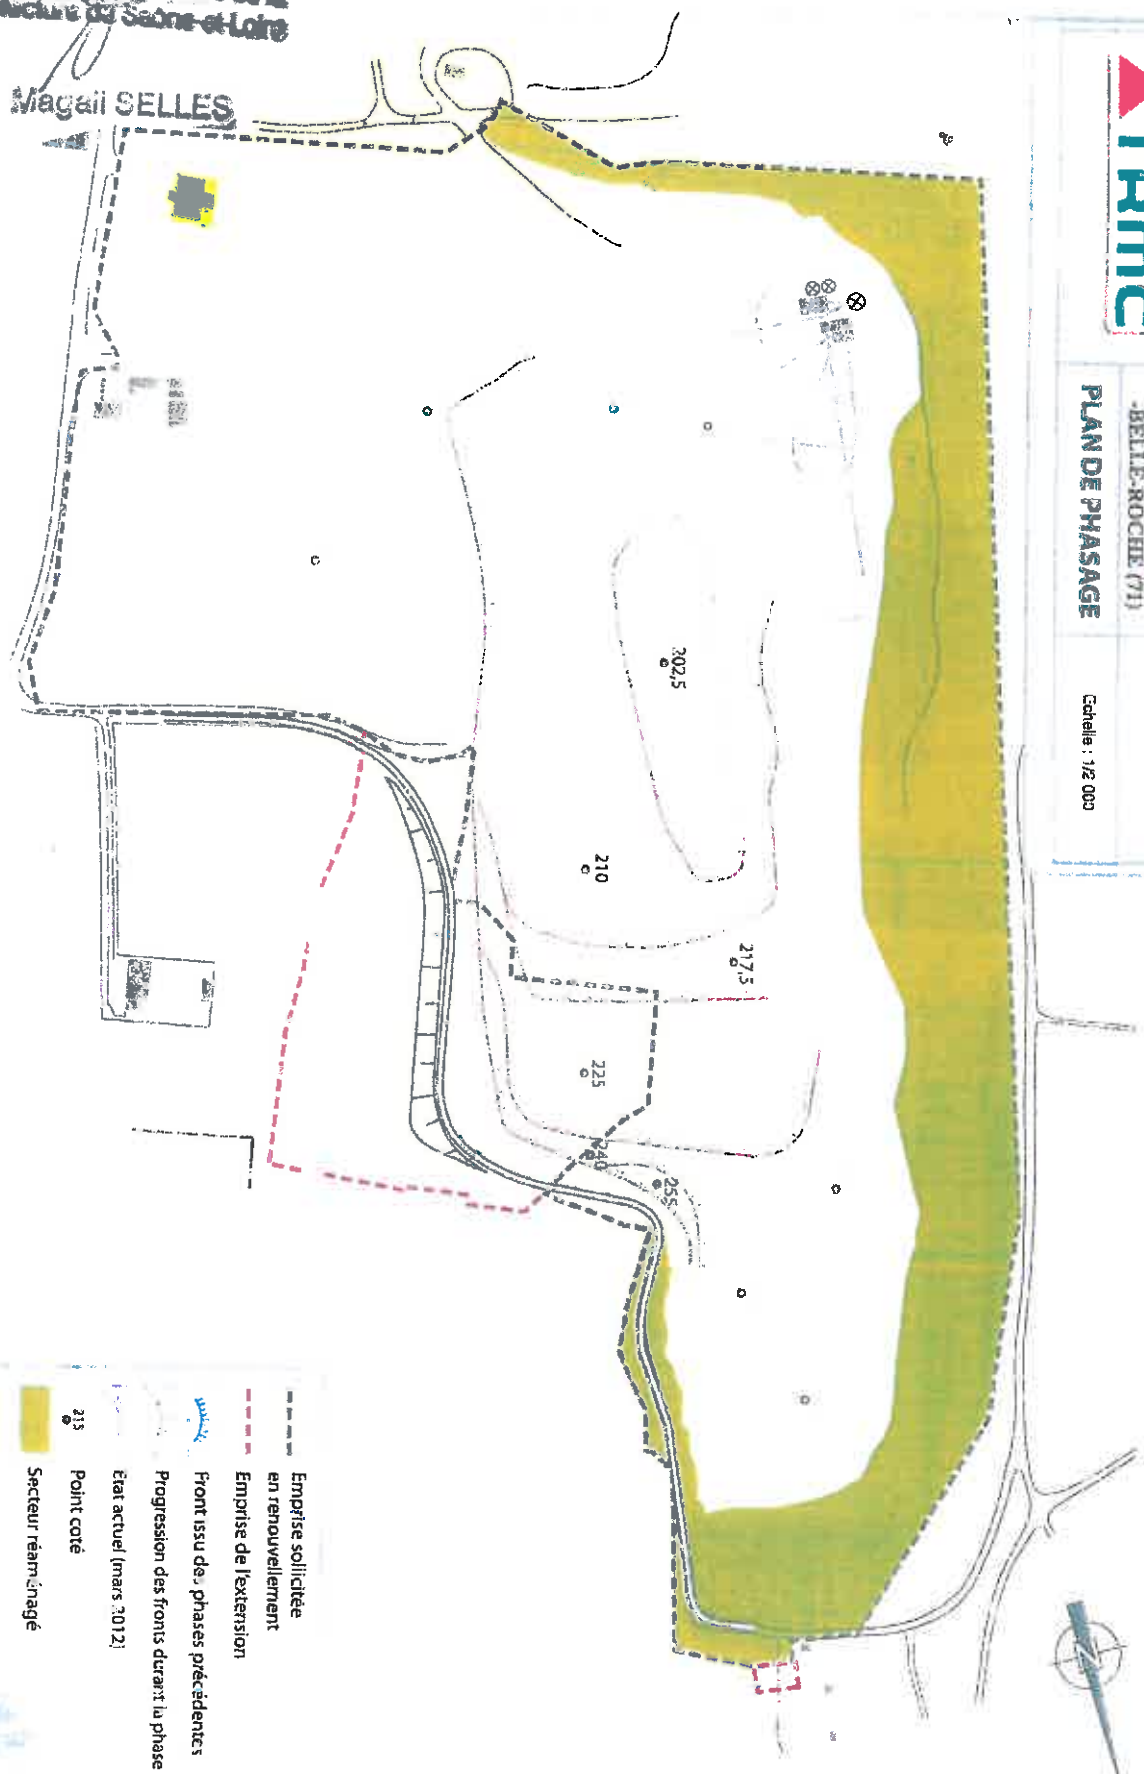 Saône-et-Loire
Magali SELLES
-BELLE-ROCHE (71)
PLAN DE PHASAGE
Echelle : 1/2 000
202,5
210
217,5
225
240
255
Emprise sollicitée
en renouvellement
Emprise de l'extension
Front issu des phases précédentes
Progression des fronts durant la phase
Etat actuel (mars 2012)
215
Point coté
Secteur réaménagé